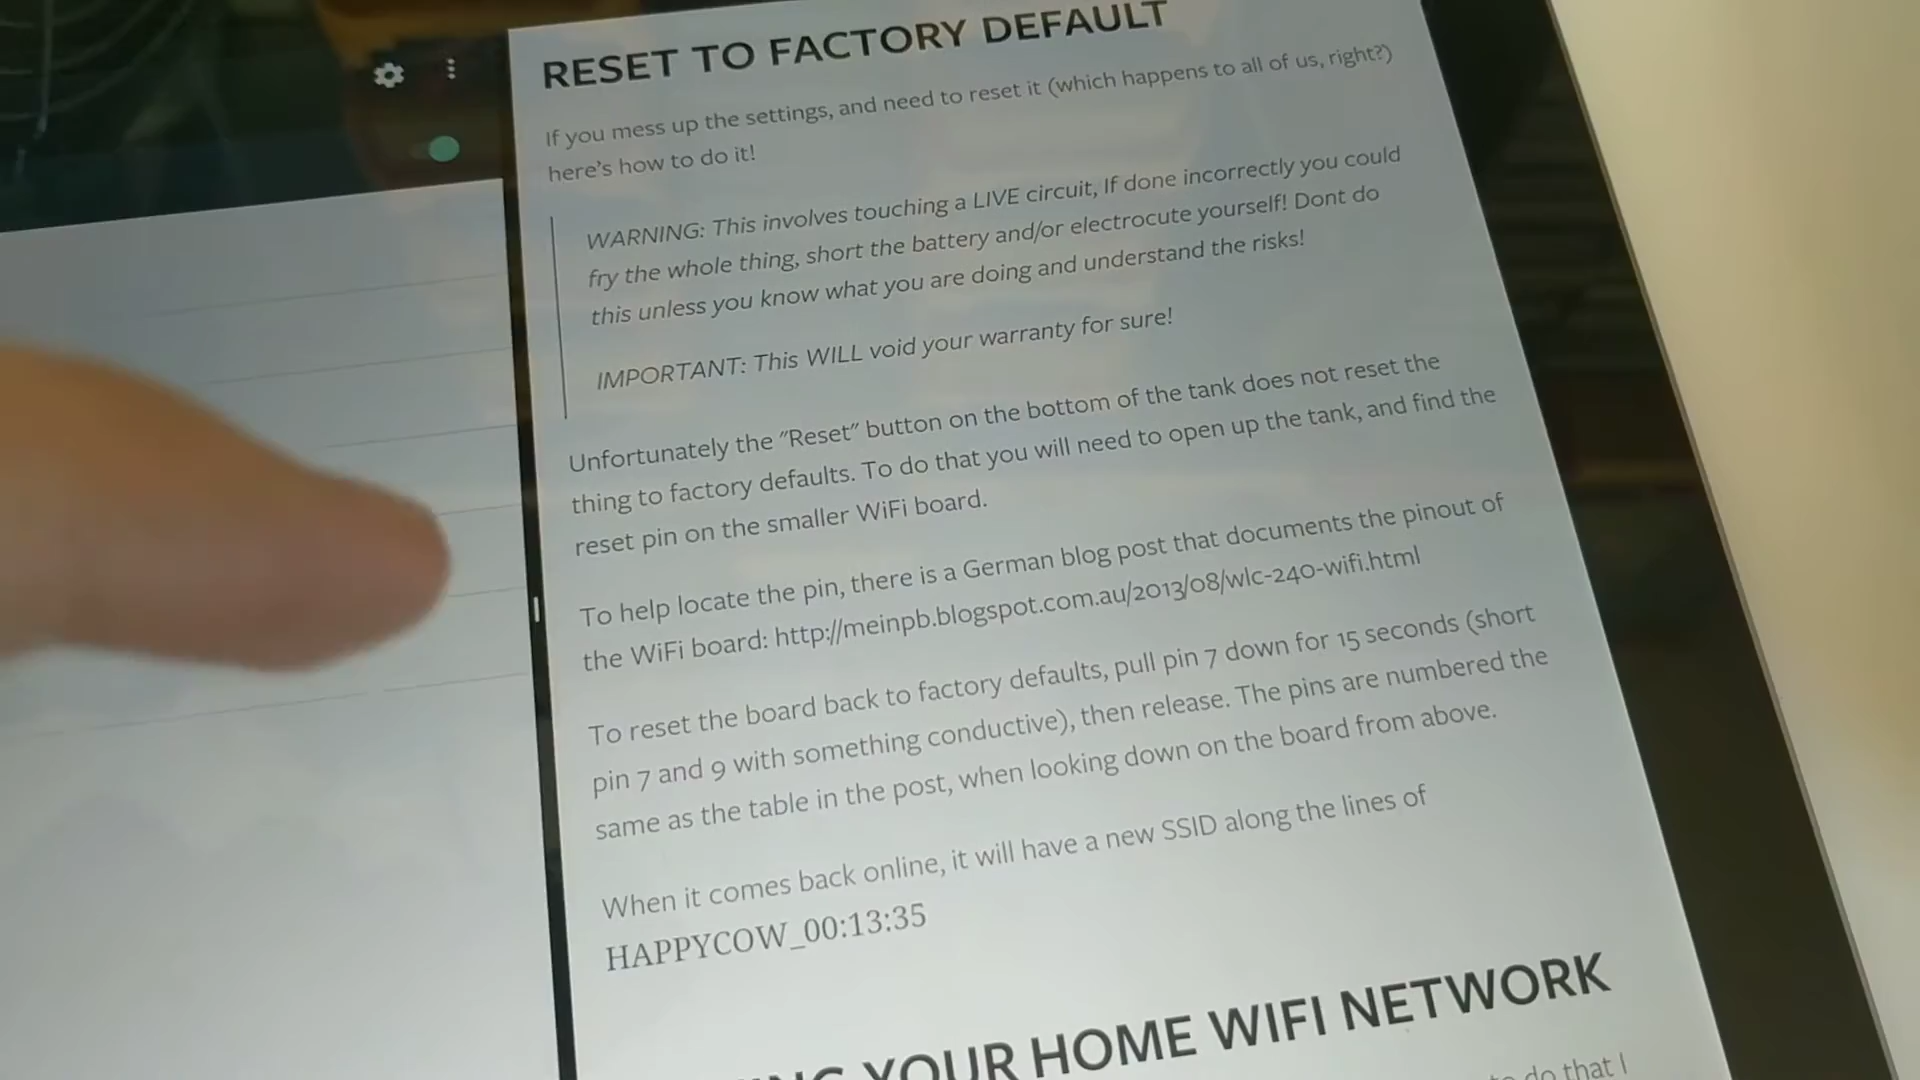 RESET TO FACTORY DEFAULT
If you mess up the settings, and need to reset it (which happens to all of us, right?)
here's how to do it!
WARNING: This involves touching a LIVE circuit, If done incorrectly you could
fry the whole thing, short the battery and/or electrocute yourself! Dont do
this unless you know what you are doing and understand the risks!
IMPORTANT: This WILL void your warranty for sure!
Unfortunately the "Reset" button on the bottom of the tank does not reset the
thing to factory defaults. To do that you will need to open up the tank, and find the
reset pin on the smaller WiFi board.
To help locate the pin, there is a German blog post that documents the pinout of
the WiFi board: http://meinpb.blogspot.com.au/2013/08/wlc-240-wifi.html
To reset the board back to factory defaults, pull pin 7 down for 15 seconds (short
pin 7 and 9 with something conductive), then release. The pins are numbered the
same as the table in the post, when looking down on the board from above.
When it comes back online, it will have a new SSID along the lines of
HAPPYCOW_00:13:35
YOUR HOME WIFI NETWORK
do that I